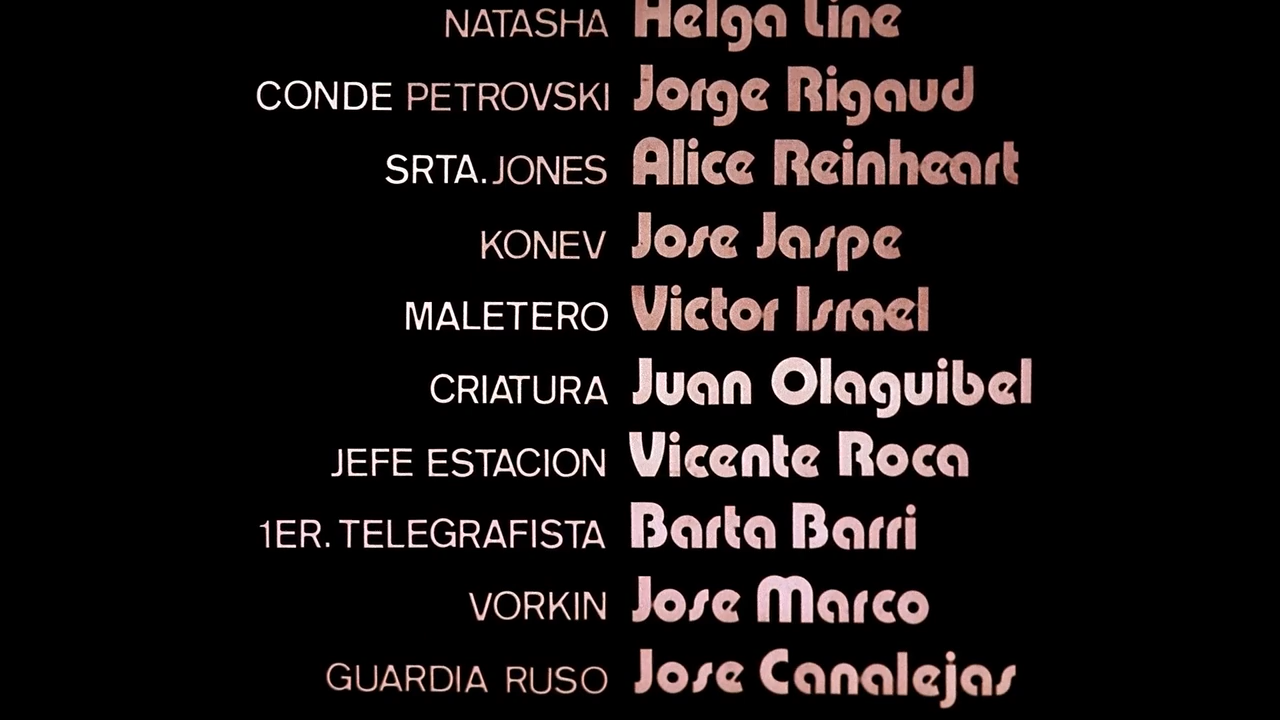 NATASHA Helga Line
CONDE PETROVSKI Jorge Rigaud
SRTA. JONES Alice Reinheart
KONEV Jose Jaspe
MALETERO Victor Israel
CRIATURA Juan Olaguibel
JEFE ESTACION Vicente Roca
1ER. TELEGRAFISTA Barta Barri
VORKIN Jose Marco
GUARDIA RUSO Jose Canalejas